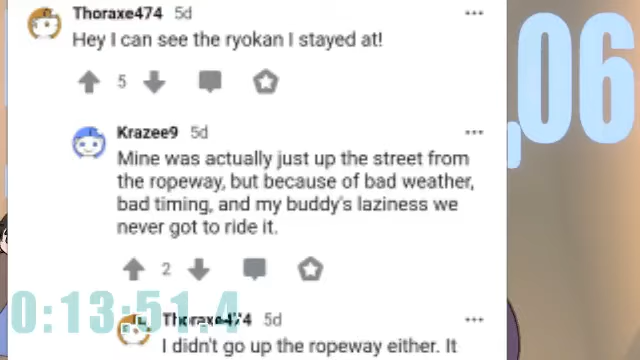 Thoraxe474 5d
Hey I can see the ryokan I stayed at!
5
Krazee9 5d
Mine was actually just up the street from
the ropeway, but because of bad weather,
bad timing, and my buddy's laziness we
never got to ride it.
2
Thoraxe474 5d
I didn't go up the ropeway either. It
0:13:51.4
,06